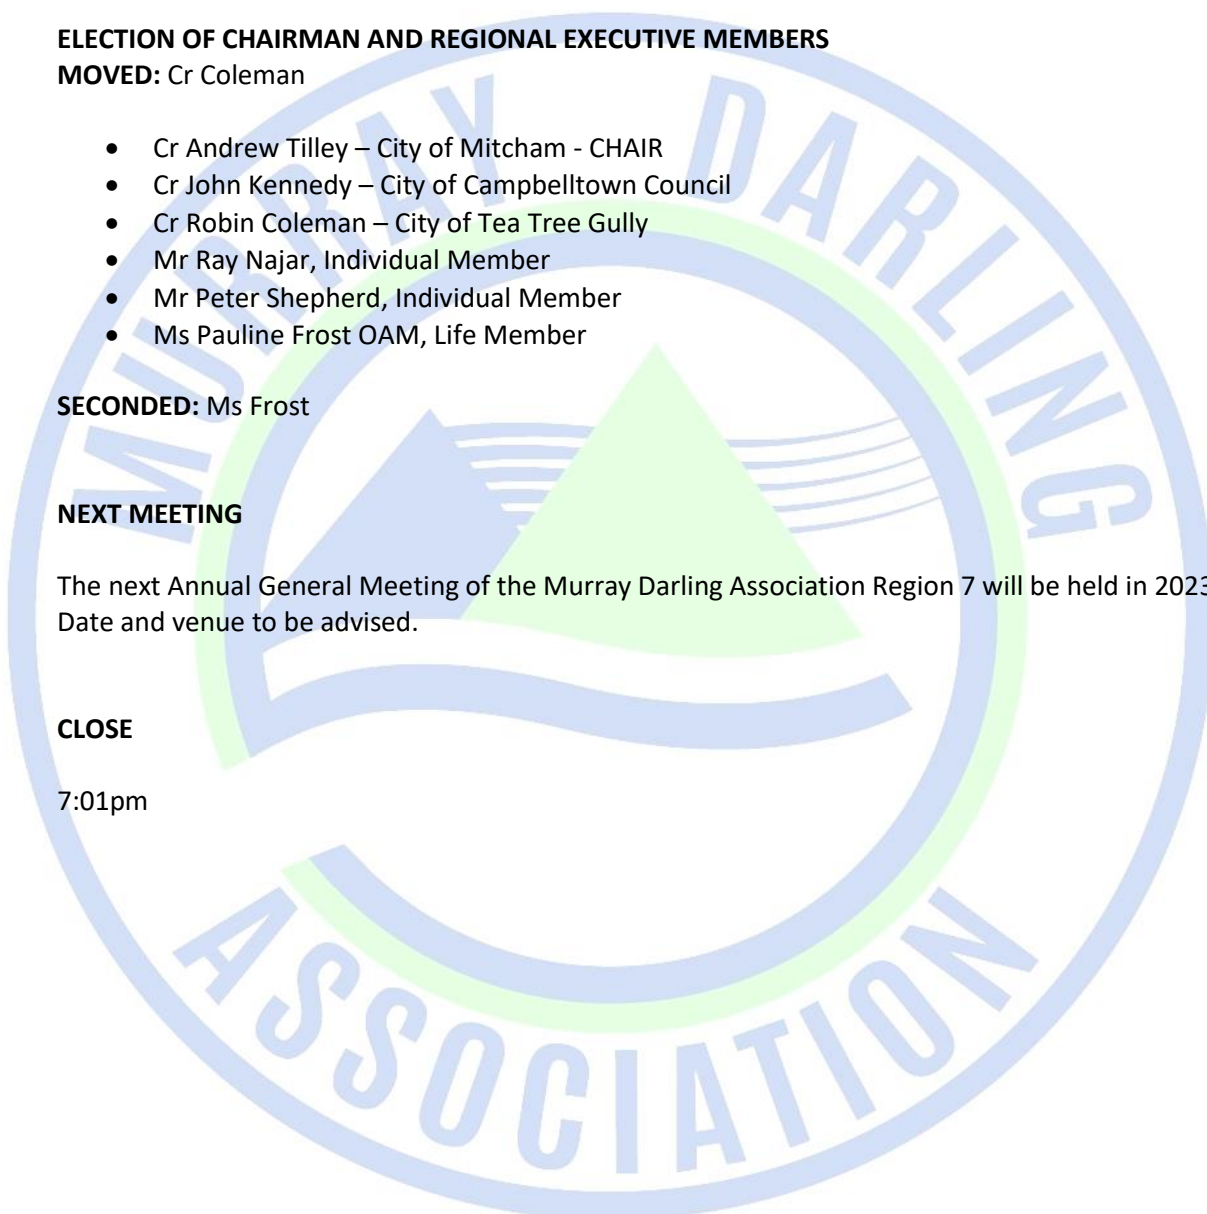 ELECTION OF CHAIRMAN AND REGIONAL EXECUTIVE MEMBERS
MOVED: Cr Coleman
• Cr Andrew Tilley – City of Mitcham - CHAIR
• Cr John Kennedy – City of Campbelltown Council
• Cr Robin Coleman – City of Tea Tree Gully
• Mr Ray Najar, Individual Member
• Mr Peter Shepherd, Individual Member
• Ms Pauline Frost OAM, Life Member
SECONDED: Ms Frost
NEXT MEETING
The next Annual General Meeting of the Murray Darling Association Region 7 will be held in 2023
Date and venue to be advised.
CLOSE
7:01pm
MURRAY DARLING
ASSOCIATION